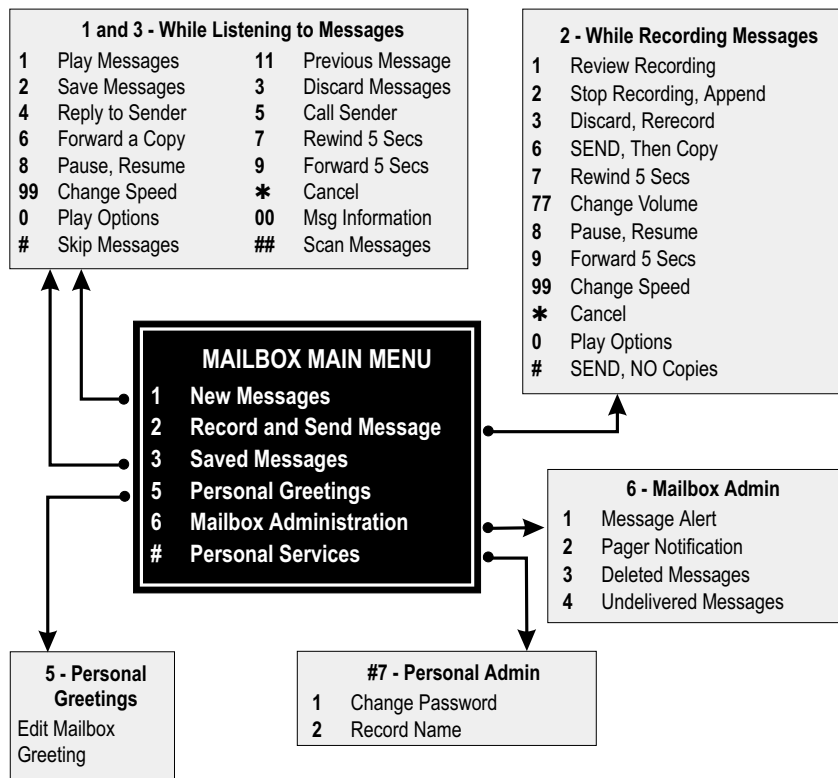 1 and 3 - While Listening to Messages
1 Play Messages 11 Previous Message
2 Save Messages 3 Discard Messages
4 Reply to Sender 5 Call Sender
6 Forward a Copy 7 Rewind 5 Secs
8 Pause, Resume 9 Forward 5 Secs
99 Change Speed ✱ Cancel
0 Play Options 00 Msg Information
# Skip Messages ## Scan Messages
2 - While Recording Messages
1 Review Recording
2 Stop Recording, Append
3 Discard, Rerecord
6 SEND, Then Copy
7 Rewind 5 Secs
77 Change Volume
8 Pause, Resume
9 Forward 5 Secs
99 Change Speed
✱ Cancel
0 Play Options
# SEND, NO Copies
MAILBOX MAIN MENU
1 New Messages
2 Record and Send Message
3 Saved Messages
5 Personal Greetings
6 Mailbox Administration
# Personal Services
6 - Mailbox Admin
1 Message Alert
2 Pager Notification
3 Deleted Messages
4 Undelivered Messages
5 - Personal
Greetings
Edit Mailbox
Greeting
#7 - Personal Admin
1 Change Password
2 Record Name